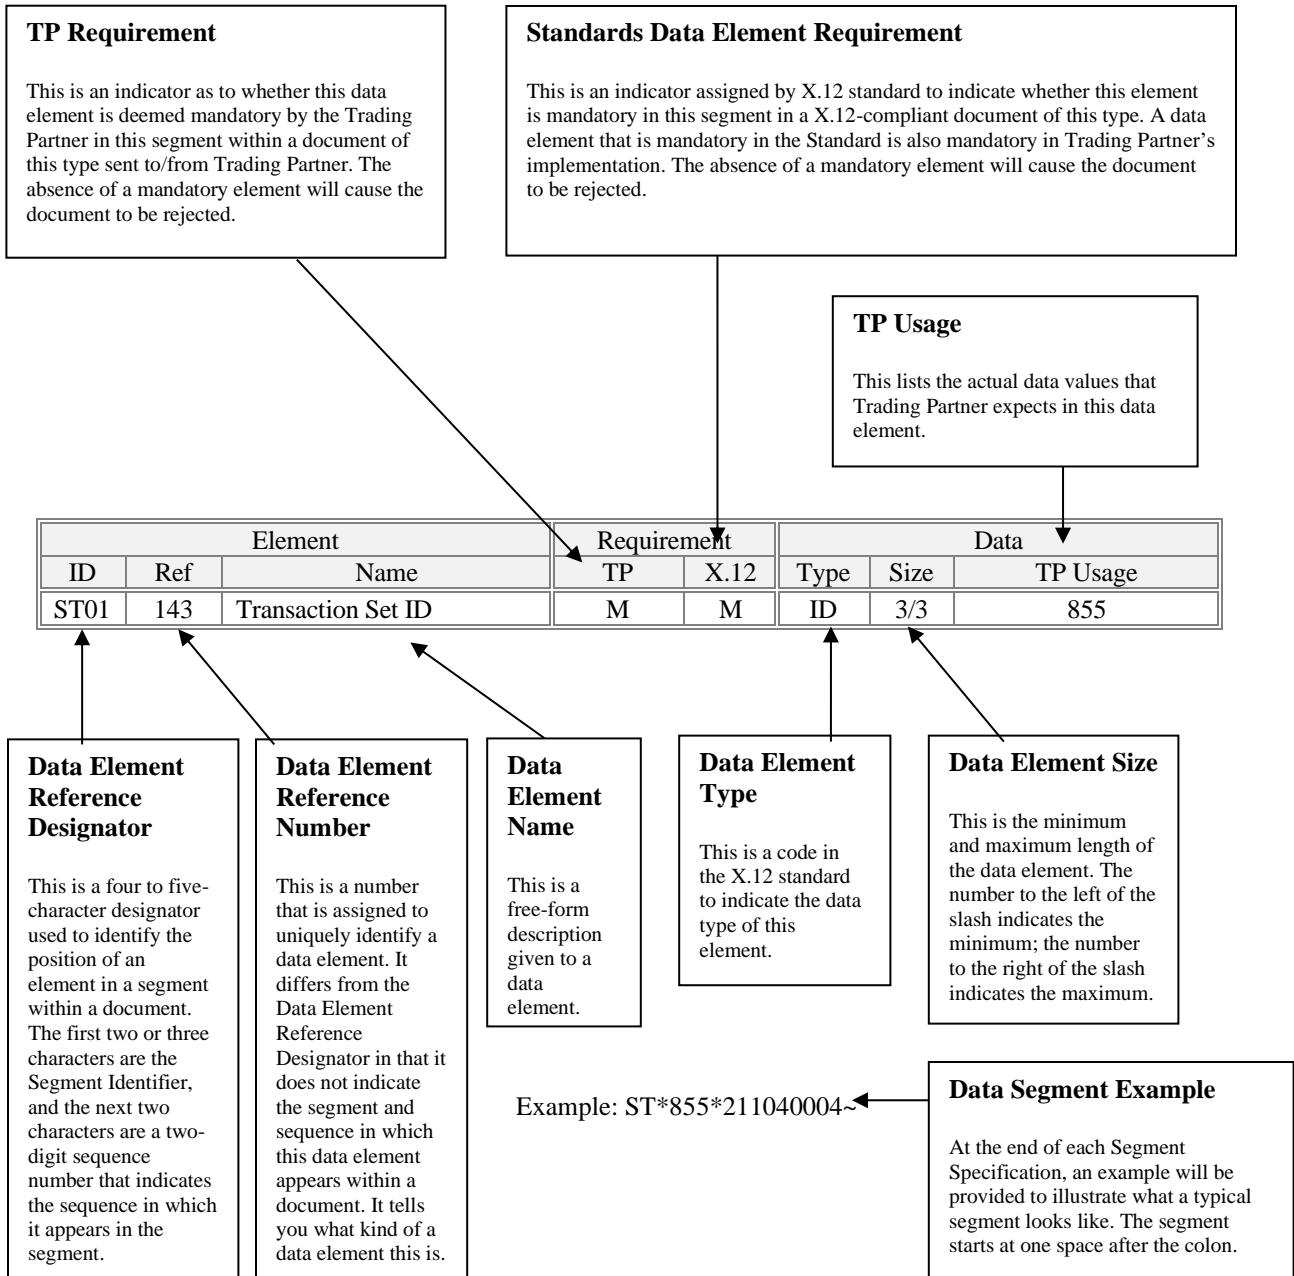 TP Requirement
This is an indicator as to whether this data
element is deemed mandatory by the Trading
Partner in this segment within a document of
this type sent to/from Trading Partner. The
absence of a mandatory element will cause the
document to be rejected.
Standards Data Element Requirement
This is an indicator assigned by X.12 standard to indicate whether this element
is mandatory in this segment in a X.12-compliant document of this type. A data
element that is mandatory in the Standard is also mandatory in Trading Partner’s
implementation. The absence of a mandatory element will cause the document
to be rejected.
TP Usage
This lists the actual data values that
Trading Partner expects in this data
element.
Element Requirement Data
ID Ref Name TP X.12 Type Size TP Usage
ST01 143 Transaction Set ID M M ID 3/3 855
Data Element
Reference
Designator
This is a four to five-
character designator
used to identify the
position of an
element in a segment
within a document.
The first two or three
characters are the
Segment Identifier,
and the next two
characters are a two-
digit sequence
number that indicates
the sequence in which
it appears in the
segment.
Data Element
Reference
Number
This is a number
that is assigned to
uniquely identify a
data element. It
differs from the
Data Element
Reference
Designator in that it
does not indicate
the segment and
sequence in which
this data element
appears within a
document. It tells
you what kind of a
data element this is.
Data
Element
Name
This is a
free-form
description
given to a
data
element.
Data Element
Type
This is a code in
the X.12 standard
to indicate the data
type of this
element.
Data Element Size
This is the minimum
and maximum length of
the data element. The
number to the left of the
slash indicates the
minimum; the number
to the right of the slash
indicates the maximum.
Example: ST*855*211040004~
Data Segment Example
At the end of each Segment
Specification, an example will be
provided to illustrate what a typical
segment looks like. The segment
starts at one space after the colon.